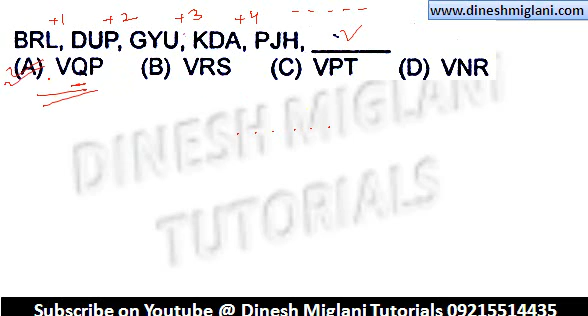 www.dineshmiglani.com
+1 +2 +3 +4
BRL, DUP, GYU, KDA, PJH, ________
(A) VQP (B) VRS (C) VPT (D) VNR
DINESH MIGLANI
TUTORIALS
Subscribe on Youtube @ Dinesh Miglani Tutorials 09215514435